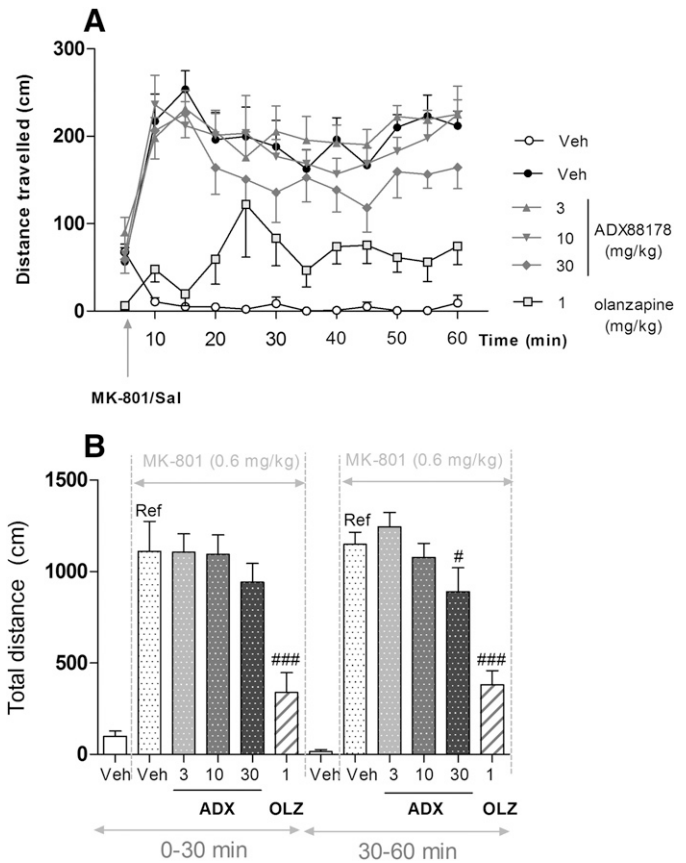 A
Distance travelled (cm)
300
200
100
0
10 20 30 40 50 60 Time (min)
MK-801/Sal
Veh
Veh
3
10
30
ADX88178
(mg/kg)
1 olanzapine
(mg/kg)
B
Total distance (cm)
1500
1000
500
0
MK-801 (0.6 mg/kg) MK-801 (0.6 mg/kg)
Ref Ref
#
### ###
Veh Veh 3 10 30 1 Veh Veh 3 10 30 1
ADX OLZ ADX OLZ
0-30 min 30-60 min